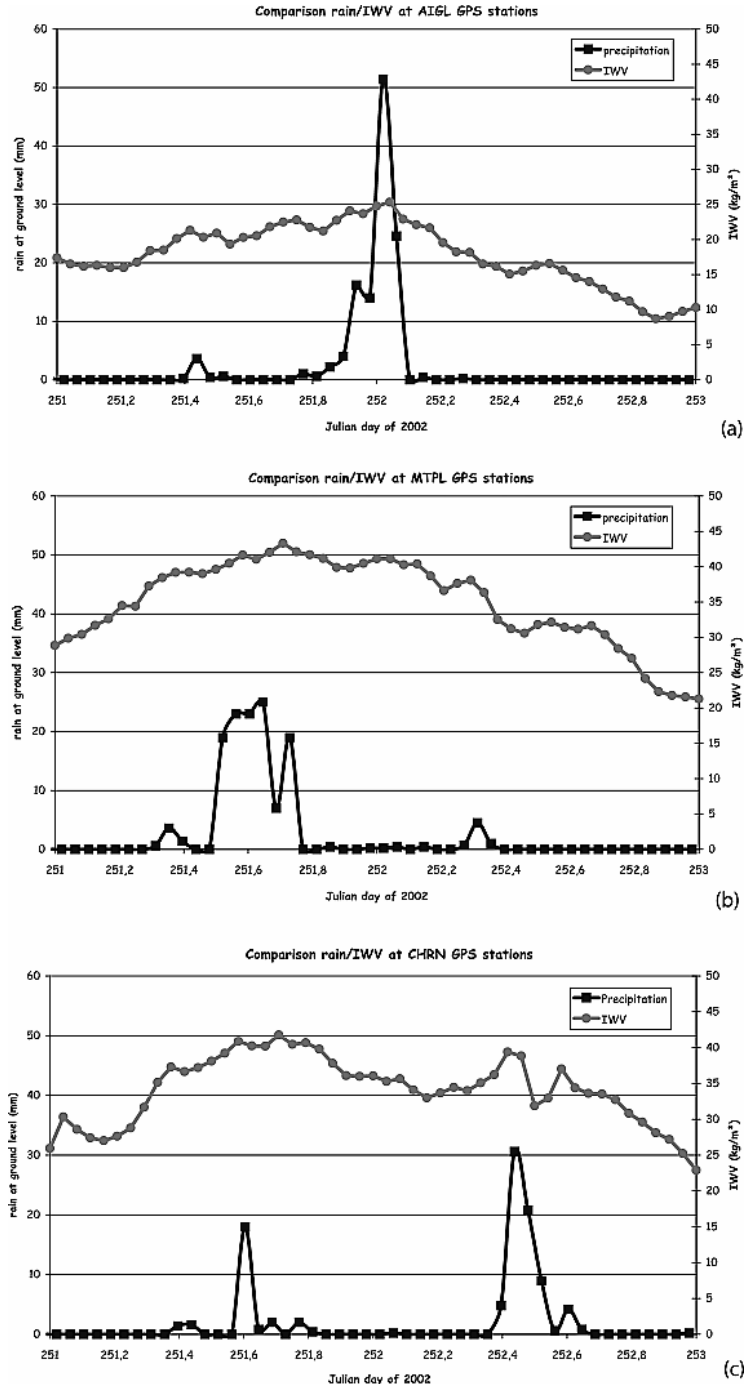 Comparison rain/IWV at AIGL GPS stations
60
50
40
30
20
10
0
rain at ground level (mm)
precipitation
IWV
50
45
40
35
30
25
20
15
10
5
0
IWV (kg/m²)
251 251,2 251,4 251,6 251,8 252 252,2 252,4 252,6 252,8 253
Julian day of 2002
(a)
Comparison rain/IWV at MTPL GPS stations
60
50
40
30
20
10
0
rain at ground level (mm)
precipitation
IWV
50
45
40
35
30
25
20
15
10
5
0
IWV (kg/m²)
251 251,2 251,4 251,6 251,8 252 252,2 252,4 252,6 252,8 253
Julian day of 2002
(b)
Comparison rain/IWV at CHRN GPS stations
60
50
40
30
20
10
0
rain at ground level (mm)
Precipitation
IWV
50
45
40
35
30
25
20
15
10
5
0
IWV (kg/m²)
251 251,2 251,4 251,6 251,8 252 252,2 252,4 252,6 252,8 253
Julian day of 2002
(c)